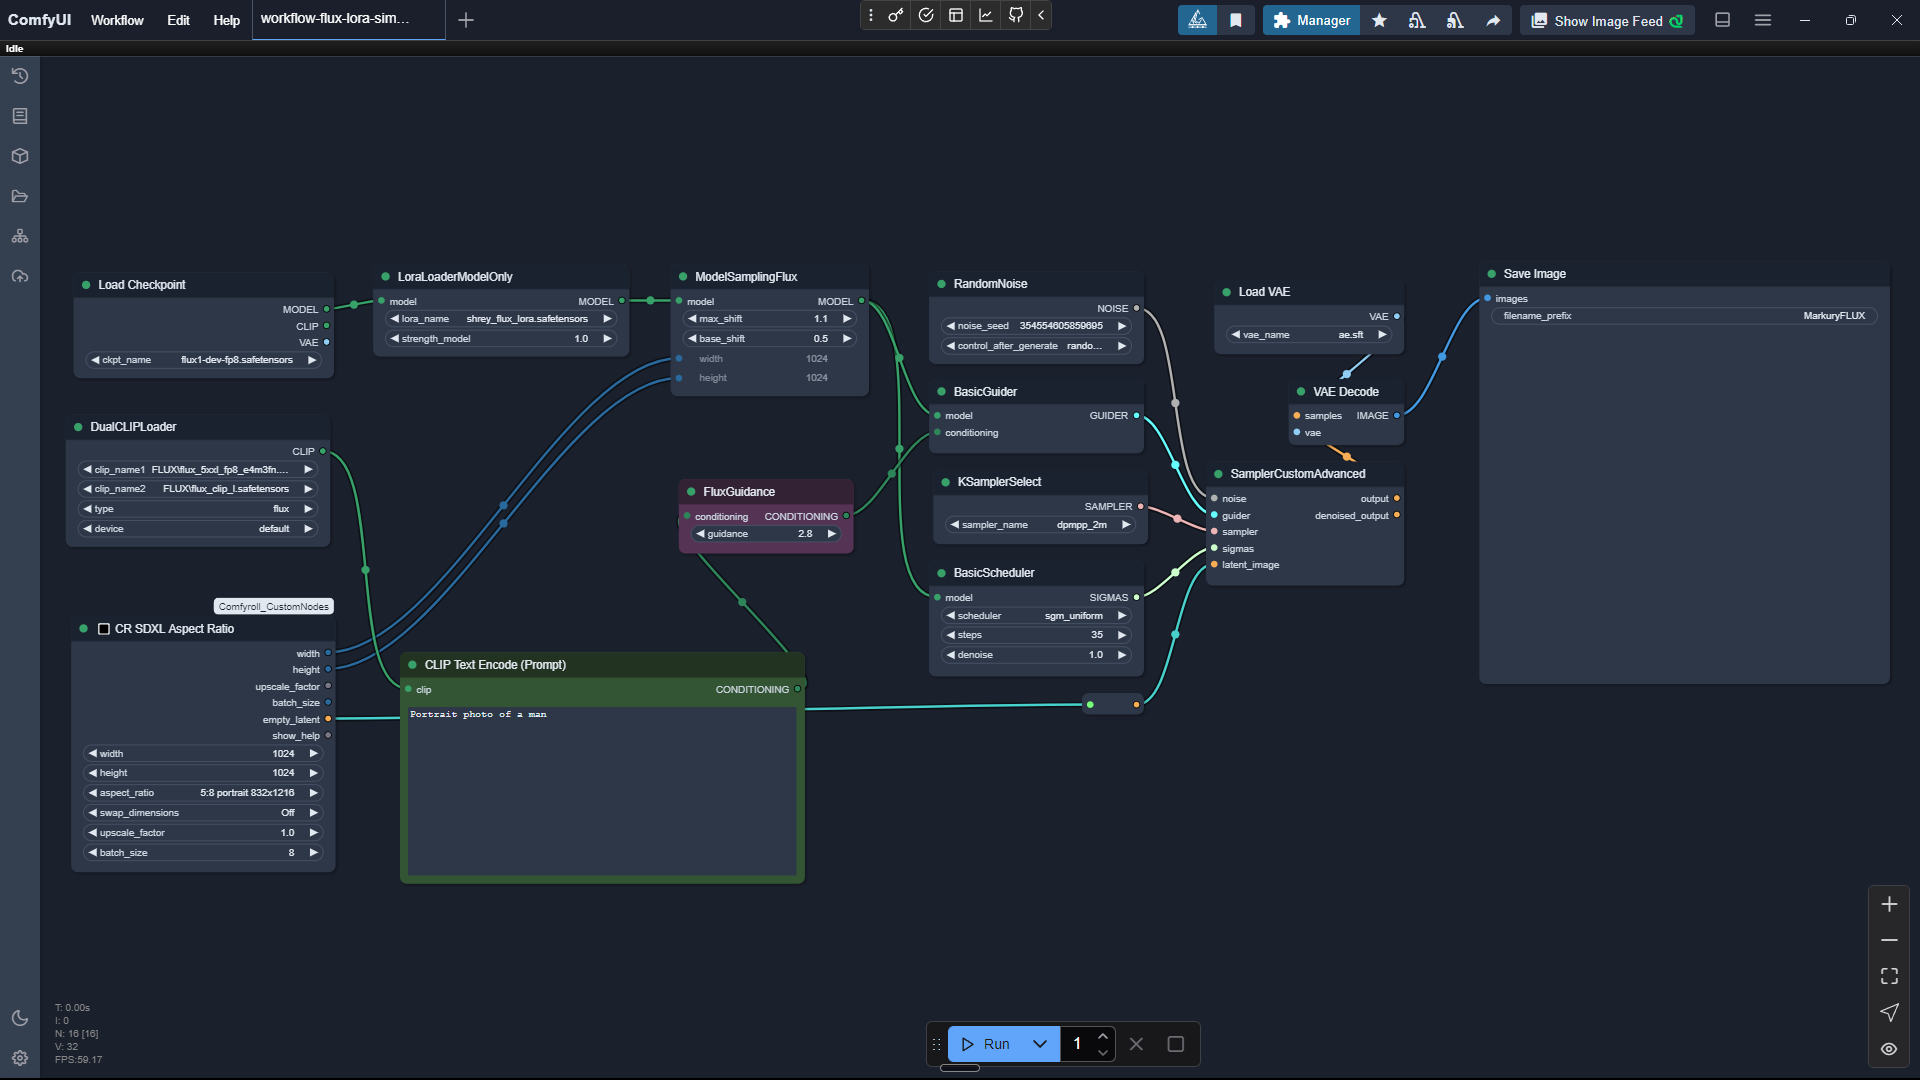 ComfyUI Workflow Edit Help workflow-flux-lora-sim... Manager Show Image Feed
Idle
Load Checkpoint
MODEL
CLIP
VAE
ckpt_name flux1-dev-fp8.safetensors
LoraLoaderModelOnly
model MODEL
lora_name shrey_flux_lora.safetensors
strength_model 1.0
ModelSamplingFlux
model MODEL
max_shift 1.1
base_shift 0.5
width 1024
height 1024
RandomNoise
NOISE
noise_seed 354554605859695
control_after_generate rando...
Load VAE
VAE
vae_name ae.sft
Save Image
images
filename_prefix MarkuryFLUX
BasicGuider
model GUIDER
conditioning
VAE Decode
samples IMAGE
vae
DualCLIPLoader
CLIP
clip_name1 FLUX\flux_5xxl_fp8_e4m3fn....
clip_name2 FLUX\flux_clip_l.safetensors
type flux
device default
FluxGuidance
conditioning CONDITIONING
guidance 2.8
KSamplerSelect
SAMPLER
sampler_name dpmpp_2m
SamplerCustomAdvanced
noise output
guider denoised_output
sampler
sigmas
latent_image
BasicScheduler
model SIGMAS
scheduler sgm_uniform
steps 35
denoise 1.0
Comfyroll_CustomNodes
CR SDXL Aspect Ratio
width
height
upscale_factor
batch_size
empty_latent
show_help
width 1024
height 1024
aspect_ratio 5:8 portrait 832x1216
swap_dimensions Off
upscale_factor 1.0
batch_size 8
CLIP Text Encode (Prompt)
clip CONDITIONING
Portrait photo of a man
T: 0.00s
I: 0
N: 16 [16]
V: 32
FPS:59.17
Run 1